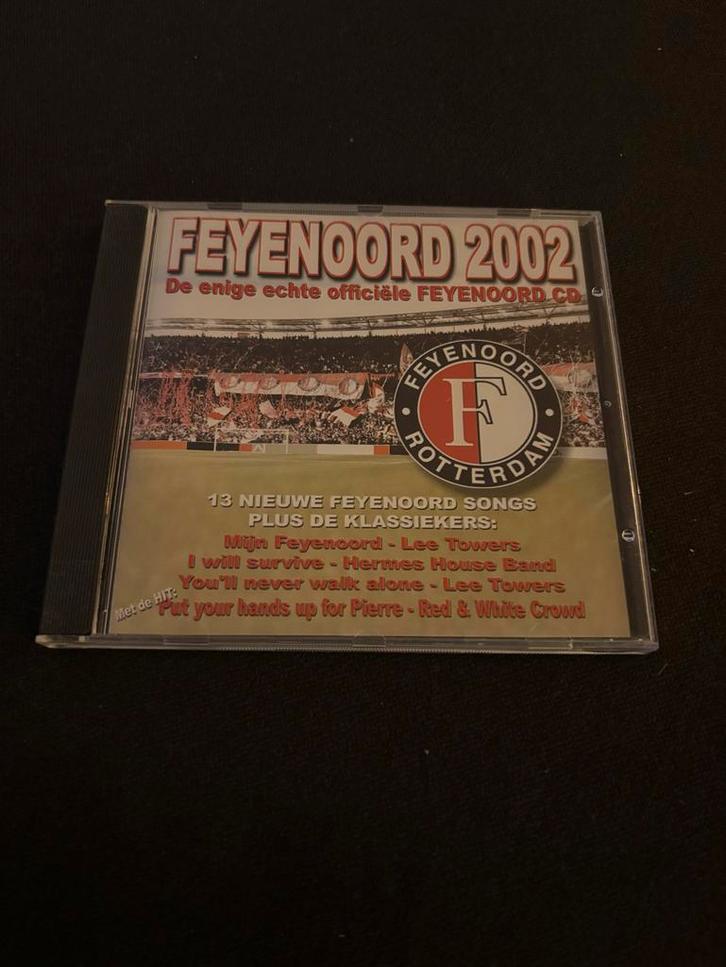 FEYENOORD 2002
De enige echte officiële FEYENOORD CD
FEYENOORD
F
ROTTERDAM
13 NIEUWE FEYENOORD SONGS
PLUS DE KLASSIEKERS:
Mijn Feyenoord - Lee Towers
I will survive - Hermes House Band
You'll never walk alone - Lee Towers
Met de HIT:
Put your hands up for Pierre - Red & White Crowd